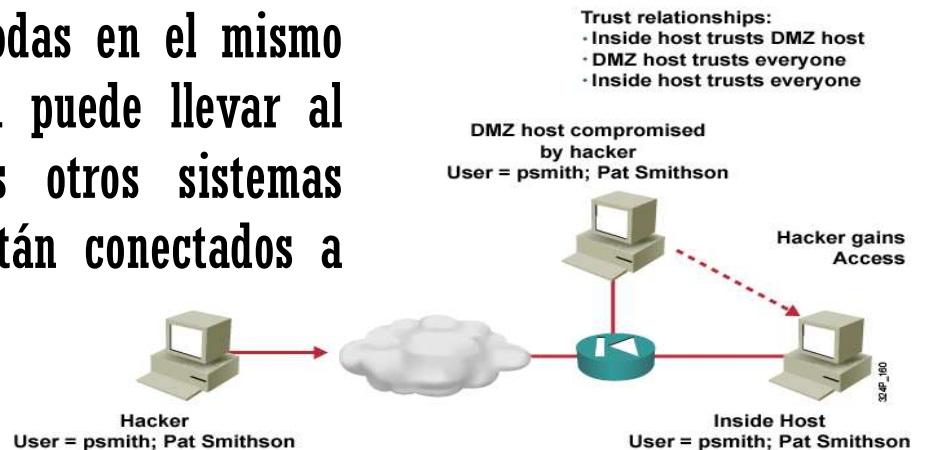 odas en el mismo
puede llevar al
otros sistemas
tán conectados a
Trust relationships:
· Inside host trusts DMZ host
· DMZ host trusts everyone
· Inside host trusts everyone
DMZ host compromised
by hacker
User = psmith; Pat Smithson
Hacker gains
Access
Hacker
User = psmith; Pat Smithson
Inside Host
User = psmith; Pat Smithson
324P_160